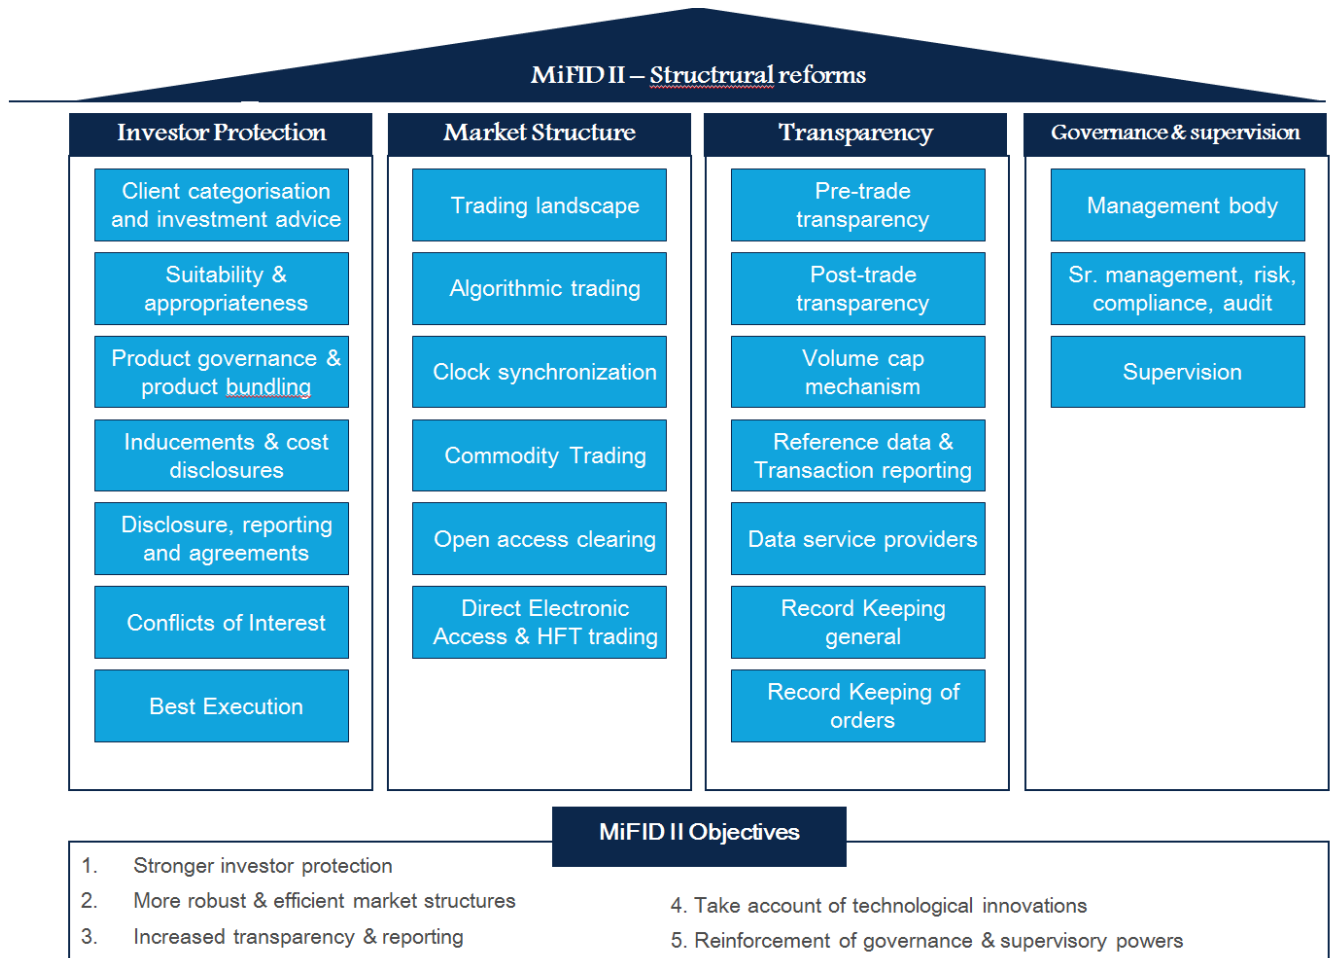 MiFID II – Structrural reforms
Investor Protection
Client categorisation
and investment advice
Suitability &
appropriateness
Product governance &
product bundling
Inducements & cost
disclosures
Disclosure, reporting
and agreements
Conflicts of Interest
Best Execution
Market Structure
Trading landscape
Algorithmic trading
Clock synchronization
Commodity Trading
Open access clearing
Direct Electronic
Access & HFT trading
Transparency
Pre-trade
transparency
Post-trade
transparency
Volume cap
mechanism
Reference data &
Transaction reporting
Data service providers
Record Keeping
general
Record Keeping of
orders
Governance & supervision
Management body
Sr. management, risk,
compliance, audit
Supervision
MiFID II Objectives
1. Stronger investor protection
2. More robust & efficient market structures
3. Increased transparency & reporting
4. Take account of technological innovations
5. Reinforcement of governance & supervisory powers